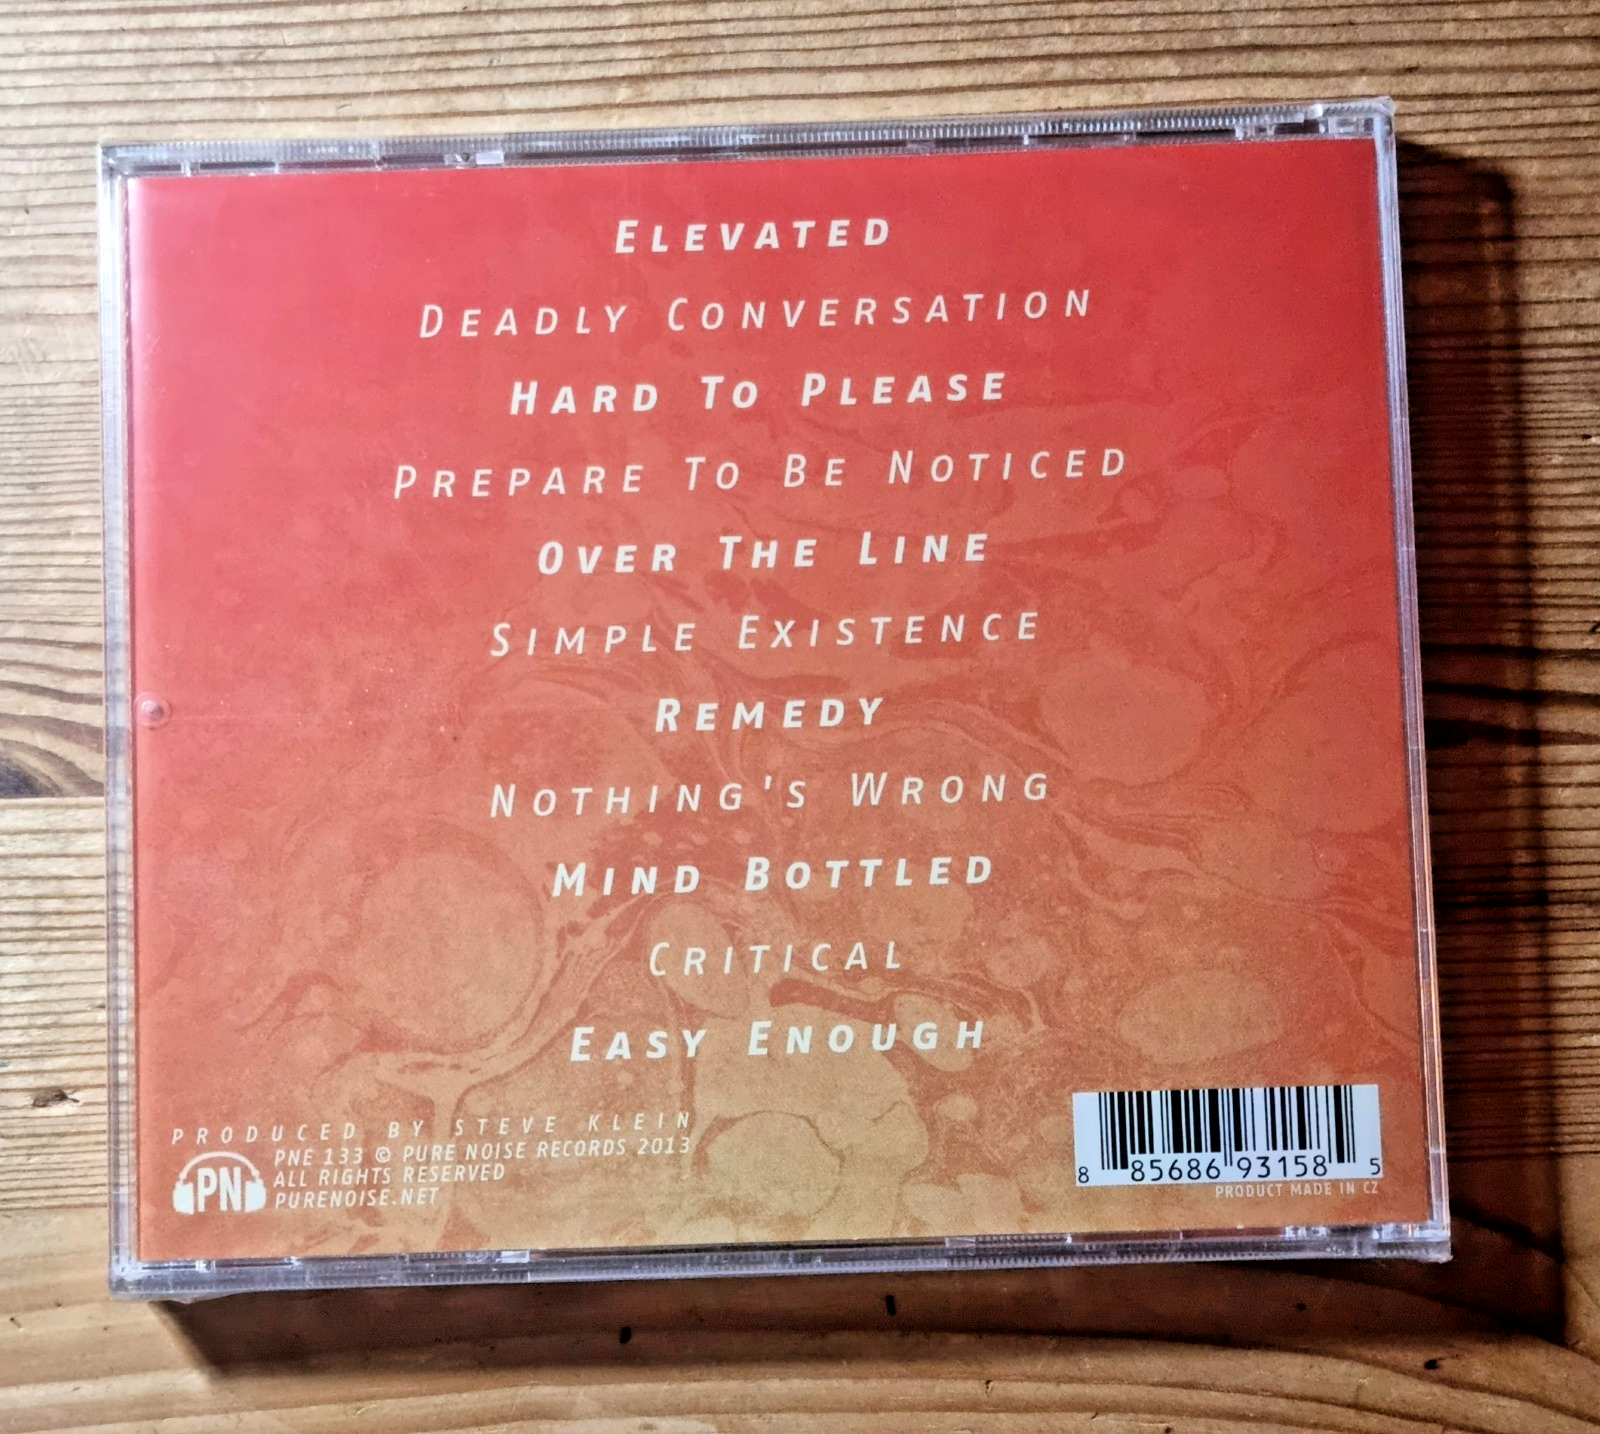 Elevated
Deadly Conversation
Hard To Please
Prepare To Be Noticed
Over The Line
Simple Existence
Remedy
Nothing's Wrong
Mind Bottled
Critical
Easy Enough
PRODUCED BY STEVE KLEIN
PNE 133 © PURE NOISE RECORDS 2013
ALL RIGHTS RESERVED
PURENOISE.NET
PN
8 85686 93158 5
PRODUCT MADE IN CZ